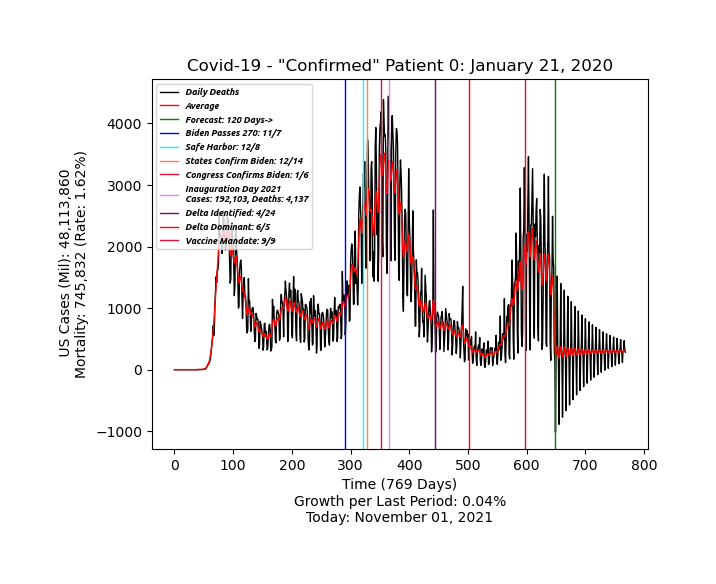 Covid-19 - "Confirmed" Patient 0: January 21, 2020
Daily Deaths
Average
Forecast: 120 Days->
Biden Passes 270: 11/7
Safe Harbor: 12/8
States Confirm Biden: 12/14
Congress Confirms Biden: 1/6
Inauguration Day 2021
Cases: 192,103, Deaths: 4,137
Delta Identified: 4/24
Delta Dominant: 6/5
Vaccine Mandate: 9/9
US Cases (Mil): 48,113,860
Mortality: 745,832 (Rate: 1.62%)
4000
3000
2000
1000
0
−1000
0 100 200 300 400 500 600 700 800
Time (769 Days)
Growth per Last Period: 0.04%
Today: November 01, 2021